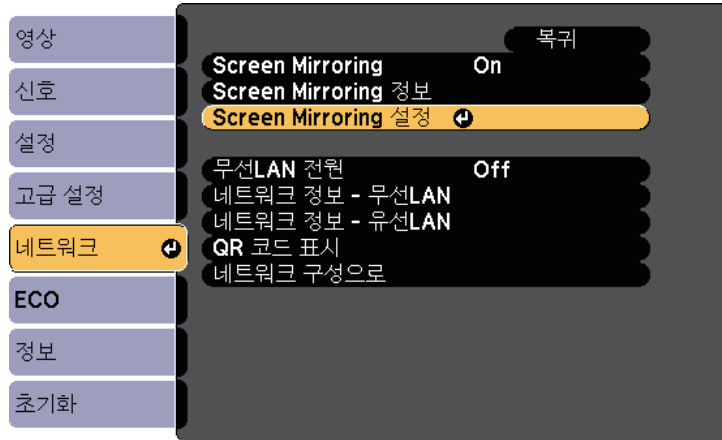 영상
신호
설정
고급 설정
네트워크
ECO
정보
초기화
복귀
Screen Mirroring On
Screen Mirroring 정보
Screen Mirroring 설정
무선LAN 전원 Off
네트워크 정보 - 무선LAN
네트워크 정보 - 유선LAN
QR 코드 표시
네트워크 구성으로